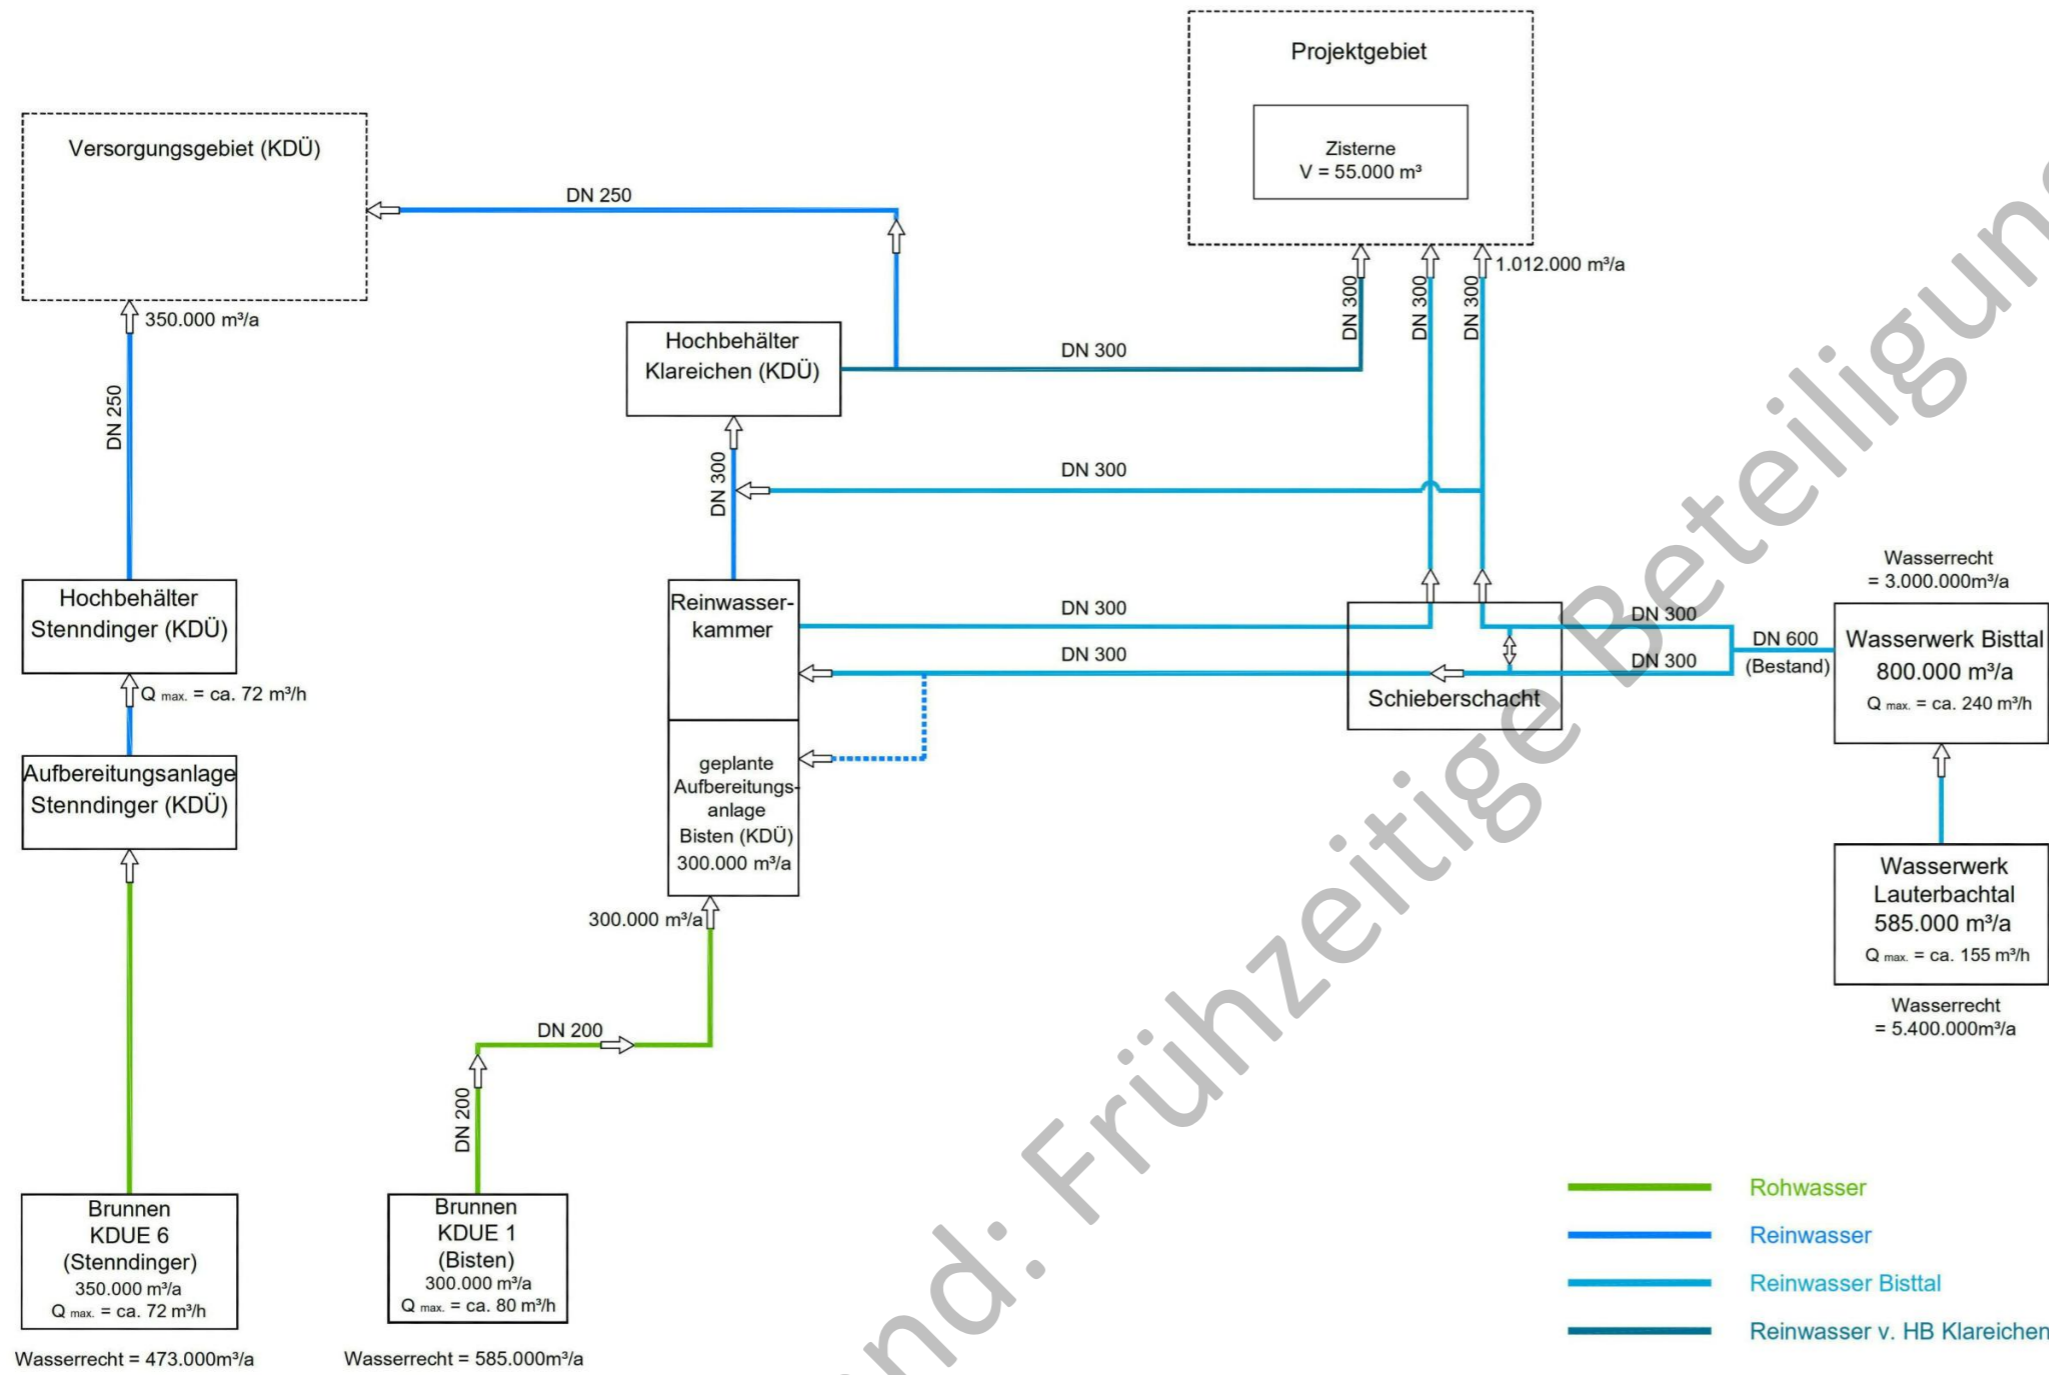 Projektgebiet
Zisterne
V = 55.000 m³
Versorgungsgebiet (KDÜ)
DN 250
1.012.000 m³/a
DN 300
DN 300
DN 300
350.000 m³/a
Hochbehälter
Klareichen (KDÜ)
DN 300
DN 250
DN 300
DN 300
Wasserrecht
= 3.000.000m³/a
Hochbehälter
Stenndinger (KDÜ)
Reinwasser-
kammer
DN 300
DN 300
DN 300
DN 300
Schieberschacht
DN 600
(Bestand)
Wasserwerk Bisttal
800.000 m³/a
Q max. = ca. 240 m³/h
Q max. = ca. 72 m³/h
Aufbereitungsanlage
Stenndinger (KDÜ)
geplante
Aufbereitungs-
anlage
Bisten (KDÜ)
300.000 m³/a
300.000 m³/a
Wasserwerk
Lauterbachtal
585.000 m³/a
Q max. = ca. 155 m³/h
Wasserrecht
= 5.400.000m³/a
DN 200
DN 200
Brunnen
KDUE 6
(Stenndinger)
350.000 m³/a
Q max. = ca. 72 m³/h
Wasserrecht = 473.000m³/a
Brunnen
KDUE 1
(Bisten)
300.000 m³/a
Q max. = ca. 80 m³/h
Wasserrecht = 585.000m³/a
Rohwasser
Reinwasser
Reinwasser Bisttal
Reinwasser v. HB Klareichen
nd: Frühzeitige Beteiligung